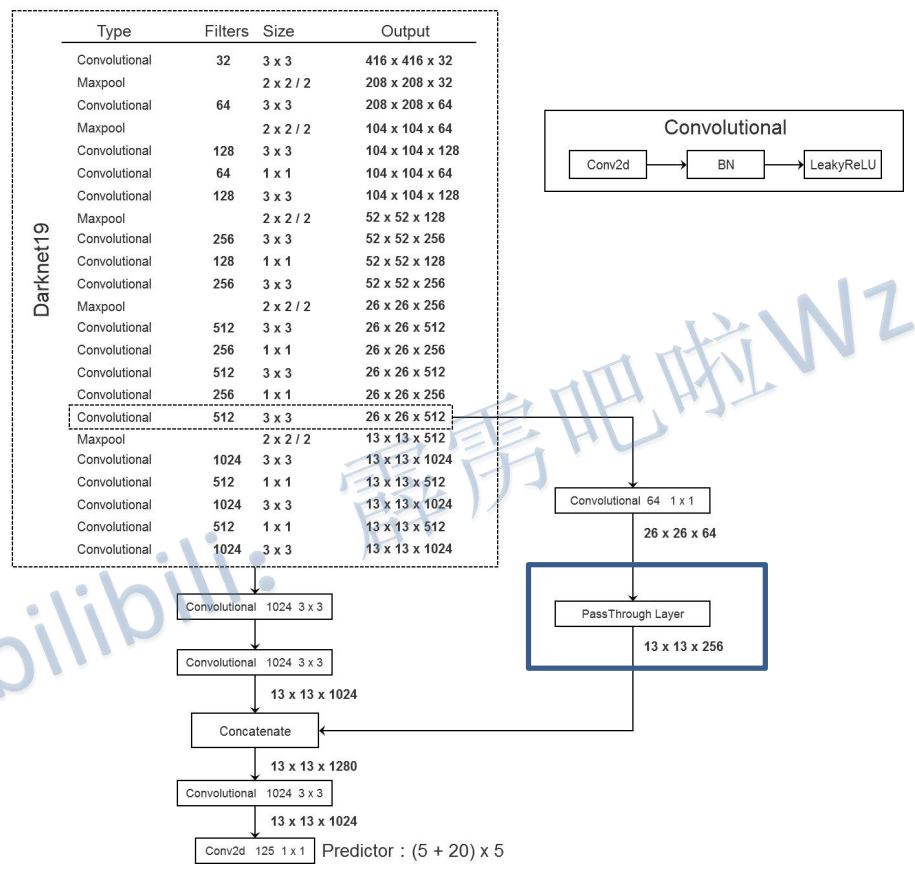 Type Filters Size Output
Convolutional 32 3 x 3 416 x 416 x 32
Maxpool 2 x 2 / 2 208 x 208 x 32
Convolutional 64 3 x 3 208 x 208 x 64
Maxpool 2 x 2 / 2 104 x 104 x 64
Convolutional 128 3 x 3 104 x 104 x 128
Convolutional 64 1 x 1 104 x 104 x 64
Convolutional 128 3 x 3 104 x 104 x 128
Maxpool 2 x 2 / 2 52 x 52 x 128
Convolutional 256 3 x 3 52 x 52 x 256
Convolutional 128 1 x 1 52 x 52 x 128
Convolutional 256 3 x 3 52 x 52 x 256
Maxpool 2 x 2 / 2 26 x 26 x 256
Convolutional 512 3 x 3 26 x 26 x 512
Convolutional 256 1 x 1 26 x 26 x 256
Convolutional 512 3 x 3 26 x 26 x 512
Convolutional 256 1 x 1 26 x 26 x 256
Convolutional 512 3 x 3 26 x 26 x 512
Maxpool 2 x 2 / 2 13 x 13 x 512
Convolutional 1024 3 x 3 13 x 13 x 1024
Convolutional 512 1 x 1 13 x 13 x 512
Convolutional 1024 3 x 3 13 x 13 x 1024
Convolutional 512 1 x 1 13 x 13 x 512
Convolutional 1024 3 x 3 13 x 13 x 1024
Darknet19
Convolutional
Conv2d BN LeakyReLU
Convolutional 64 1 x 1
26 x 26 x 64
PassThrough Layer
13 x 13 x 256
Convolutional 1024 3 x 3
Convolutional 1024 3 x 3
13 x 13 x 1024
Concatenate
13 x 13 x 1280
Convolutional 1024 3 x 3
13 x 13 x 1024
Conv2d 125 1 x 1 Predictor : (5 + 20) x 5
bilibili: 霹雳吧啦Wz